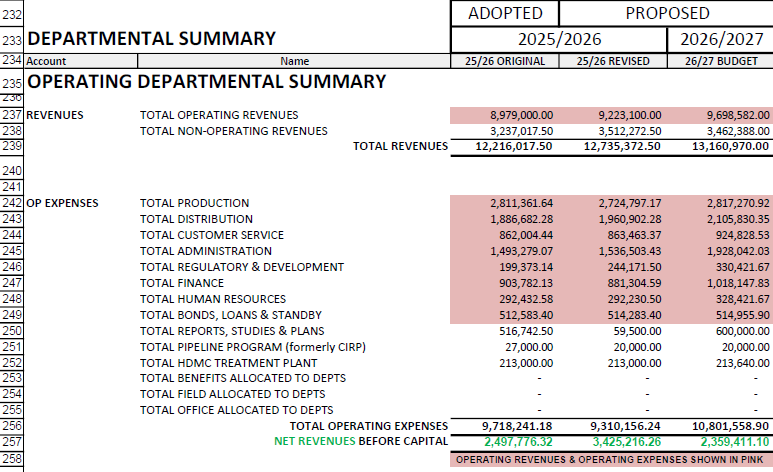 232 ADOPTED PROPOSED
233 DEPARTMENTAL SUMMARY 2025/2026 2026/2027
234 Account Name 25/26 ORIGINAL 25/26 REVISED 26/27 BUDGET
235 OPERATING DEPARTMENTAL SUMMARY
236
237 REVENUES TOTAL OPERATING REVENUES 8,979,000.00 9,223,100.00 9,698,582.00
238 TOTAL NON-OPERATING REVENUES 3,237,017.50 3,512,272.50 3,462,388.00
239 TOTAL REVENUES 12,216,017.50 12,735,372.50 13,160,970.00
240
241
242 OP EXPENSES TOTAL PRODUCTION 2,811,361.64 2,724,797.17 2,817,270.92
243 TOTAL DISTRIBUTION 1,886,682.28 1,960,902.28 2,105,830.35
244 TOTAL CUSTOMER SERVICE 862,004.44 863,463.37 924,828.53
245 TOTAL ADMINISTRATION 1,493,279.07 1,536,503.43 1,928,042.03
246 TOTAL REGULATORY & DEVELOPMENT 199,373.14 244,171.50 330,421.67
247 TOTAL FINANCE 903,782.13 881,304.59 1,018,147.83
248 TOTAL HUMAN RESOURCES 292,432.58 292,230.50 328,421.67
249 TOTAL BONDS, LOANS & STANDBY 512,583.40 514,283.40 514,955.90
250 TOTAL REPORTS, STUDIES & PLANS 516,742.50 59,500.00 600,000.00
251 TOTAL PIPELINE PROGRAM (formerly CIRP) 27,000.00 20,000.00 20,000.00
252 TOTAL HDMC TREATMENT PLANT 213,000.00 213,000.00 213,640.00
253 TOTAL BENEFITS ALLOCATED TO DEPTS - - -
254 TOTAL FIELD ALLOCATED TO DEPTS - - -
255 TOTAL OFFICE ALLOCATED TO DEPTS - - -
256 TOTAL OPERATING EXPENSES 9,718,241.18 9,310,156.24 10,801,558.90
257 NET REVENUES BEFORE CAPITAL 2,497,776.32 3,425,216.26 2,359,411.10
258 OPERATING REVENUES & OPERATING EXPENSES SHOWN IN PINK